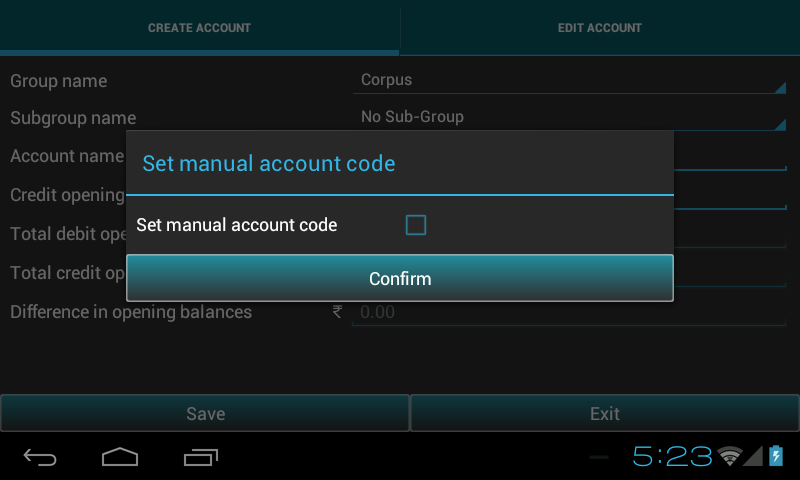 CREATE ACCOUNT
EDIT ACCOUNT
Group name
Corpus
Subgroup name
No Sub-Group
Account name
Set manual account code
Credit opening
Set manual account code
Total debit ope
Total credit op
Confirm
Difference in opening balances
₹ 0.00
Save
Exit
5:23